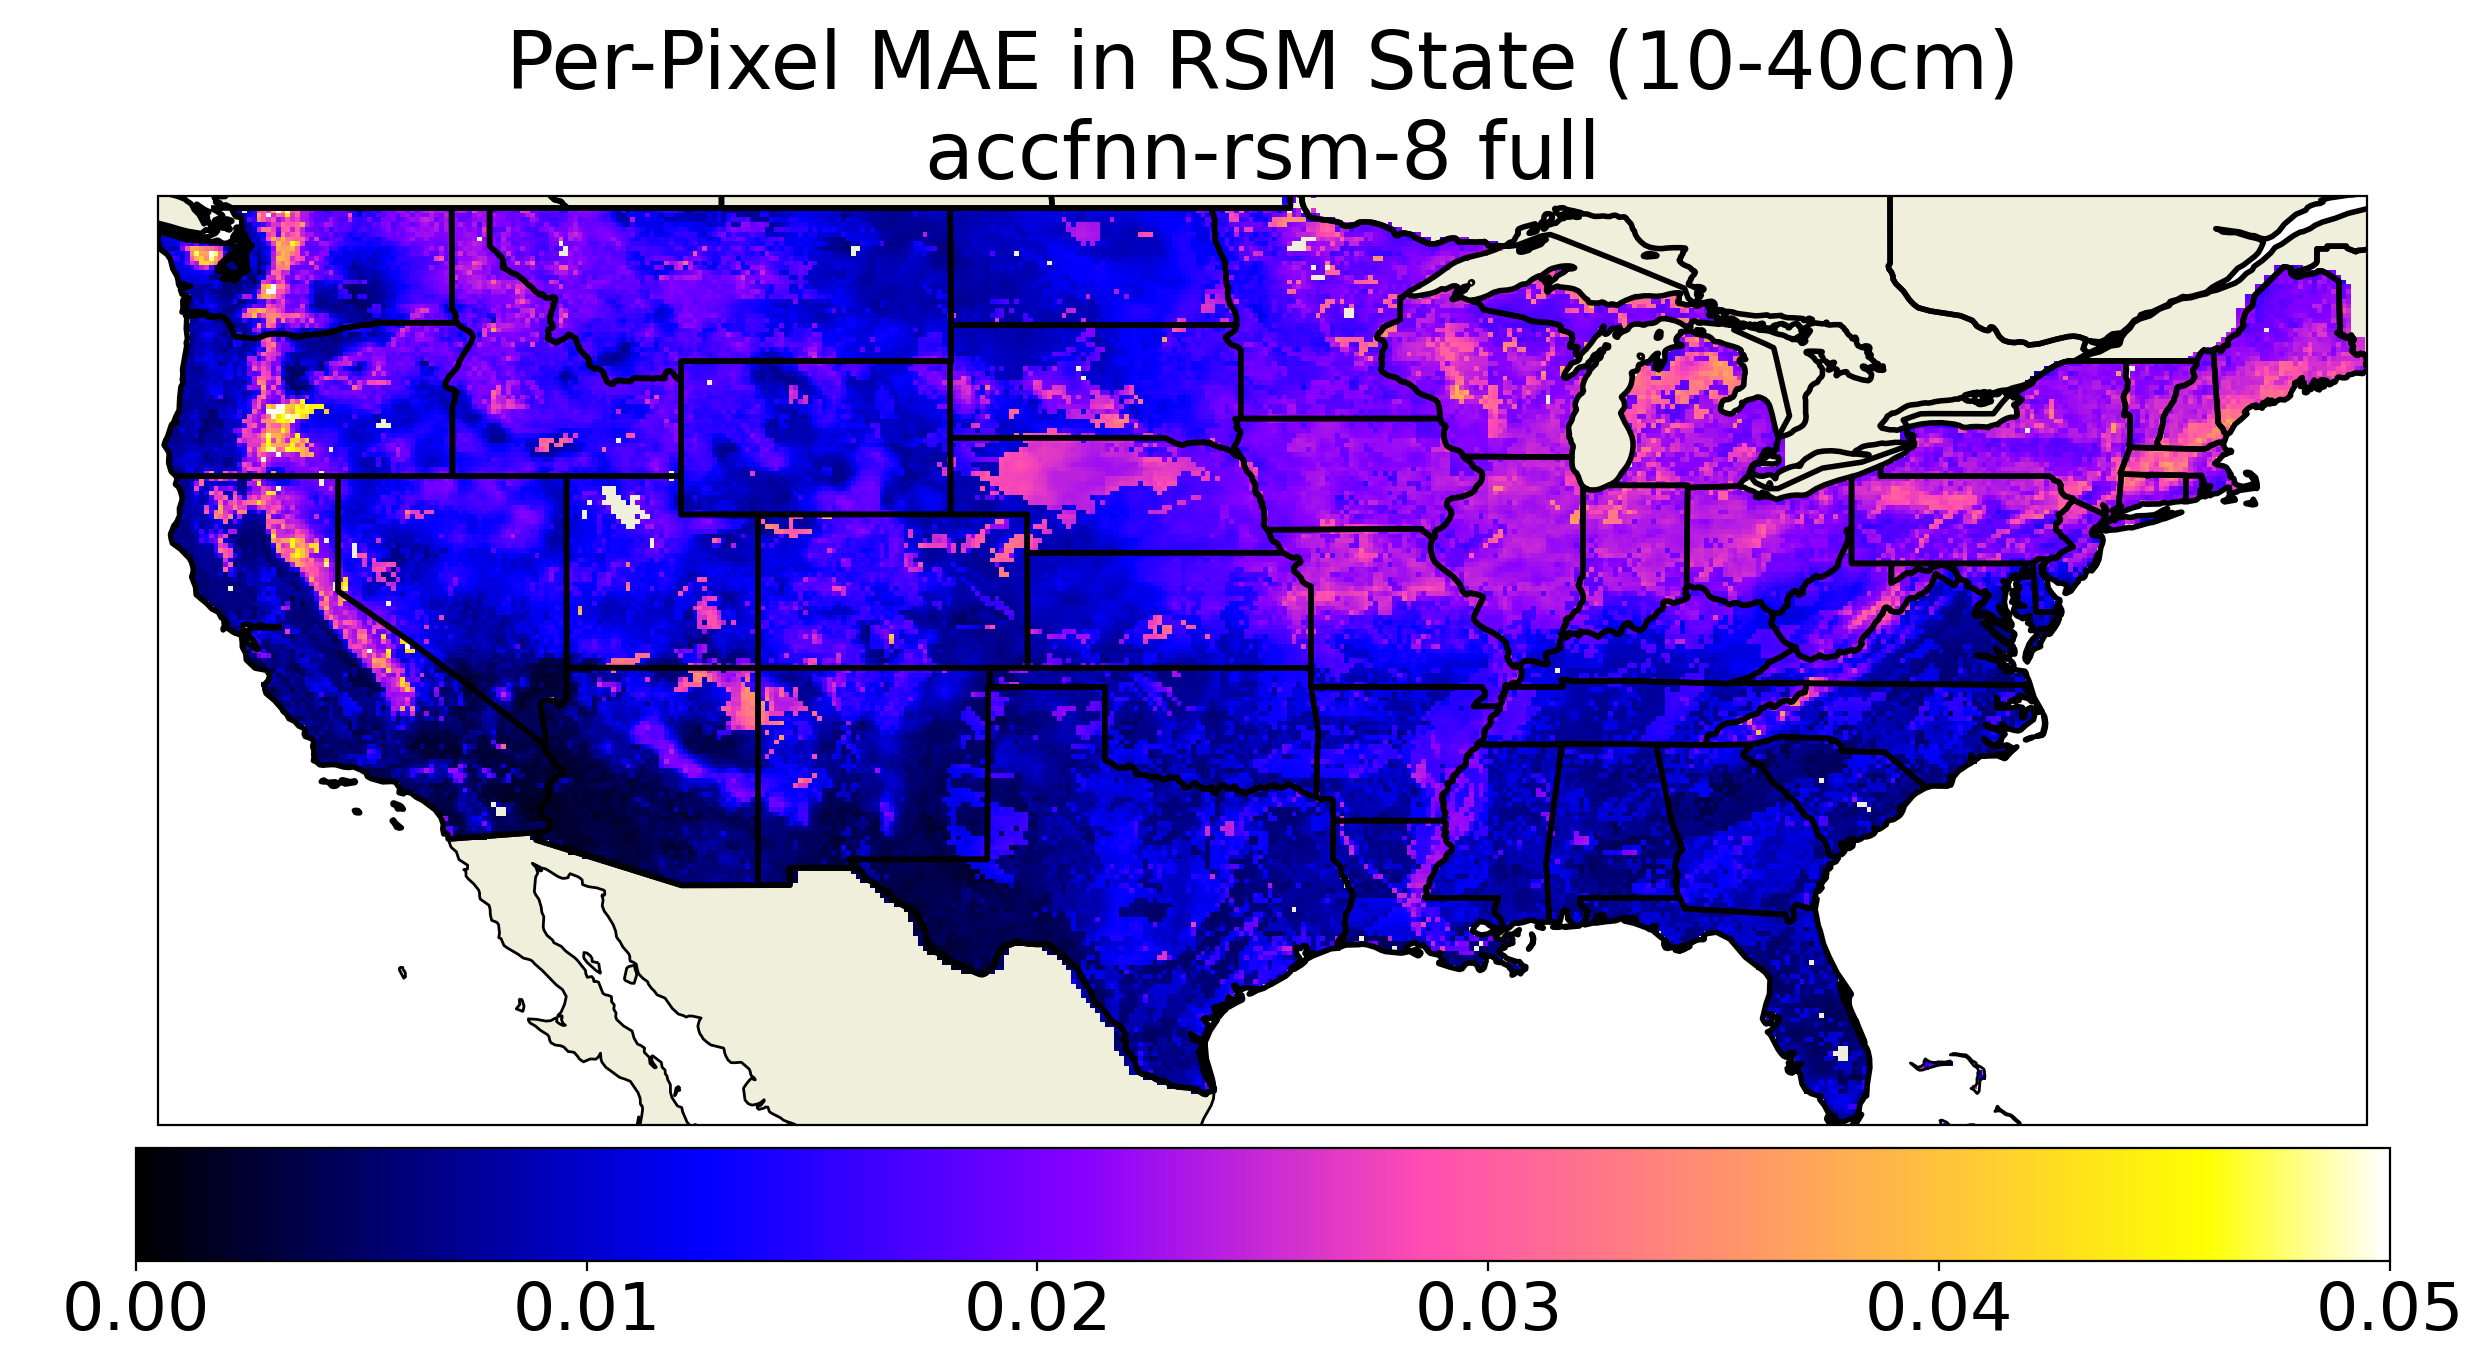 Per-Pixel MAE in RSM State (10-40cm)
accfnn-rsm-8 full
0.00 0.01 0.02 0.03 0.04 0.05